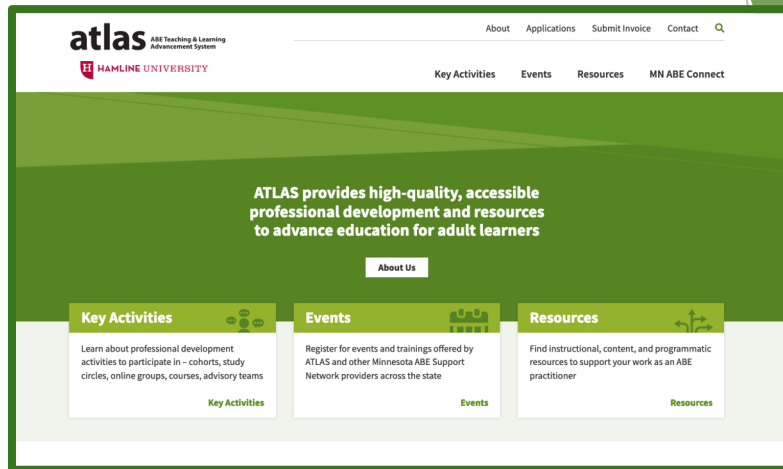 About Applications Submit Invoice Contact
atlas ABE Teaching & Learning
Advancement System
H HAMLINE UNIVERSITY
Key Activities Events Resources MN ABE Connect
ATLAS provides high-quality, accessible
professional development and resources
to advance education for adult learners
About Us
Key Activities
Learn about professional development
activities to participate in – cohorts, study
circles, online groups, courses, advisory teams
Key Activities
Events
Register for events and trainings offered by
ATLAS and other Minnesota ABE Support
Network providers across the state
Events
Resources
Find instructional, content, and programmatic
resources to support your work as an ABE
practitioner
Resources